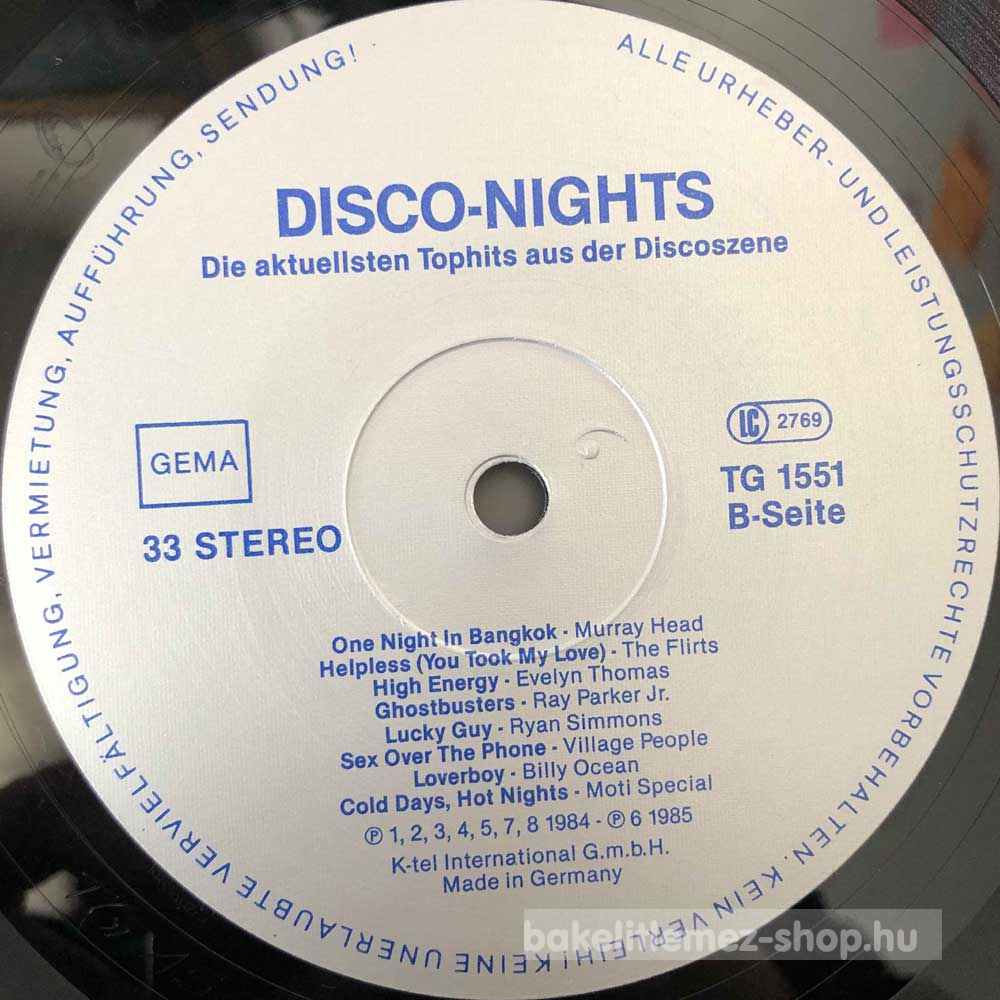 ALLE URHEBER- UND LEISTUNGSSCHUTZRECHTE VORBEHALTEN. KEIN VERLEIH! KEINE UNERLAUBTE VERVIELFÄLTIGUNG, VERMIETUNG, AUFFÜHRUNG, SENDUNG!
DISCO-NIGHTS
Die aktuellsten Tophits aus der Discoszene
GEMA
33 STEREO
LC 2769
TG 1551
B-Seite
One Night in Bangkok · Murray Head
Helpless (You Took My Love) · The Flirts
High Energy · Evelyn Thomas
Ghostbusters · Ray Parker Jr.
Lucky Guy · Ryan Simmons
Sex Over The Phone · Village People
Loverboy · Billy Ocean
Cold Days, Hot Nights · Moti Special
℗ 1, 2, 3, 4, 5, 7, 8 1984 · ℗ 6 1985
K-tel International G.m.b.H.
Made in Germany
bakelitlemez-shop.hu